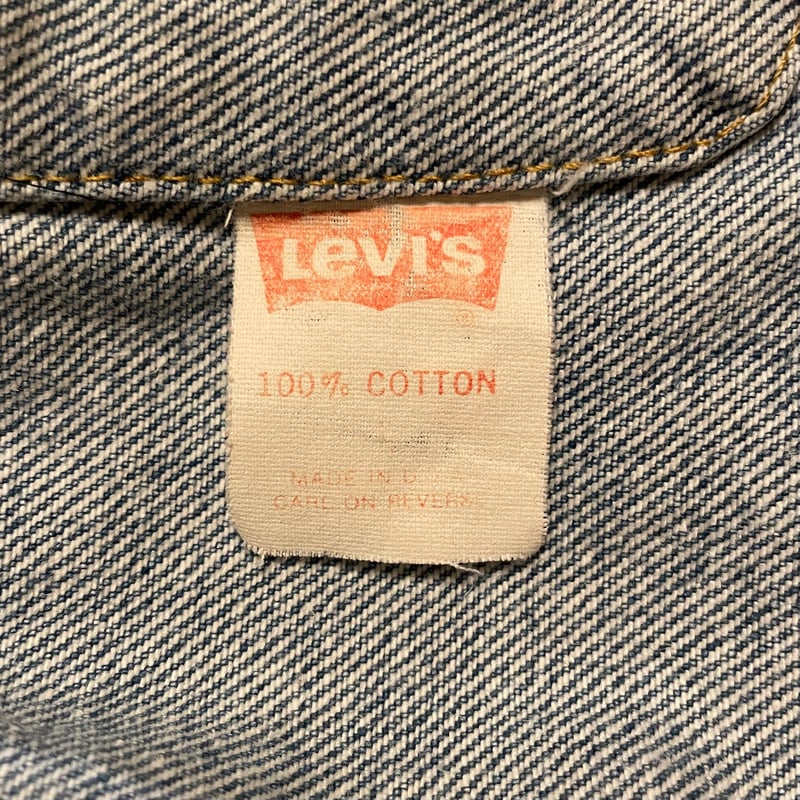 LEVI'S
®
100% COTTON
MADE IN U.S.A.
CARE ON REVERSE